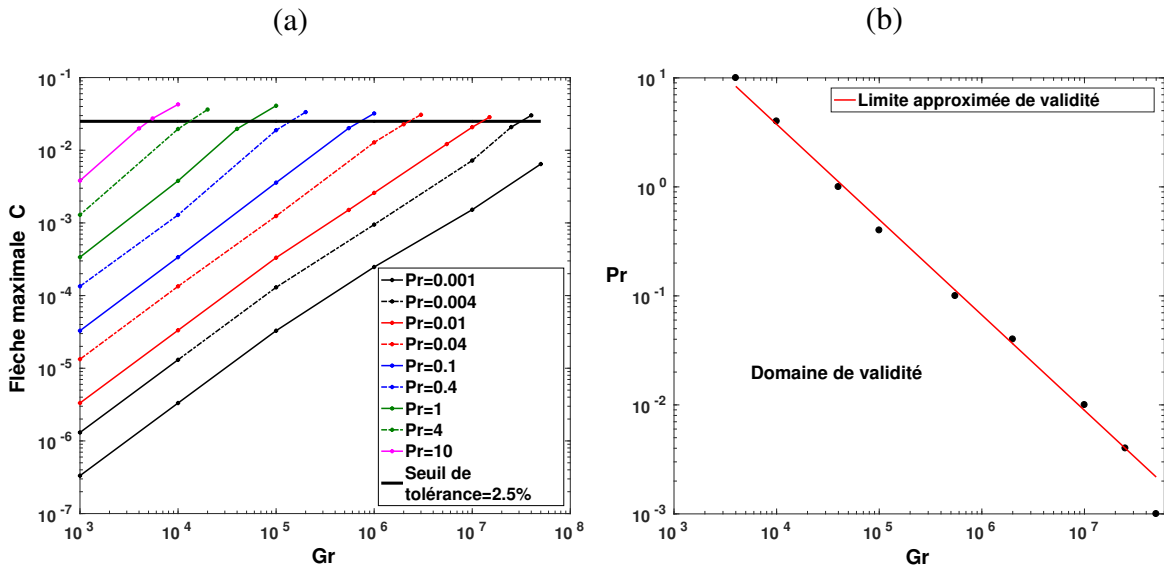 (a)
(b)
10^-1
10^-2
10^-3
10^-4
10^-5
10^-6
10^-7
Flèche maximale C
10^3
10^4
10^5
10^6
10^7
10^8
Gr
Pr=0.001
Pr=0.004
Pr=0.01
Pr=0.04
Pr=0.1
Pr=0.4
Pr=1
Pr=4
Pr=10
Seuil de
tolérance=2.5%
10^1
10^0
10^-1
10^-2
10^-3
Pr
Limite approximée de validité
Domaine de validité
10^3
10^4
10^5
10^6
10^7
Gr